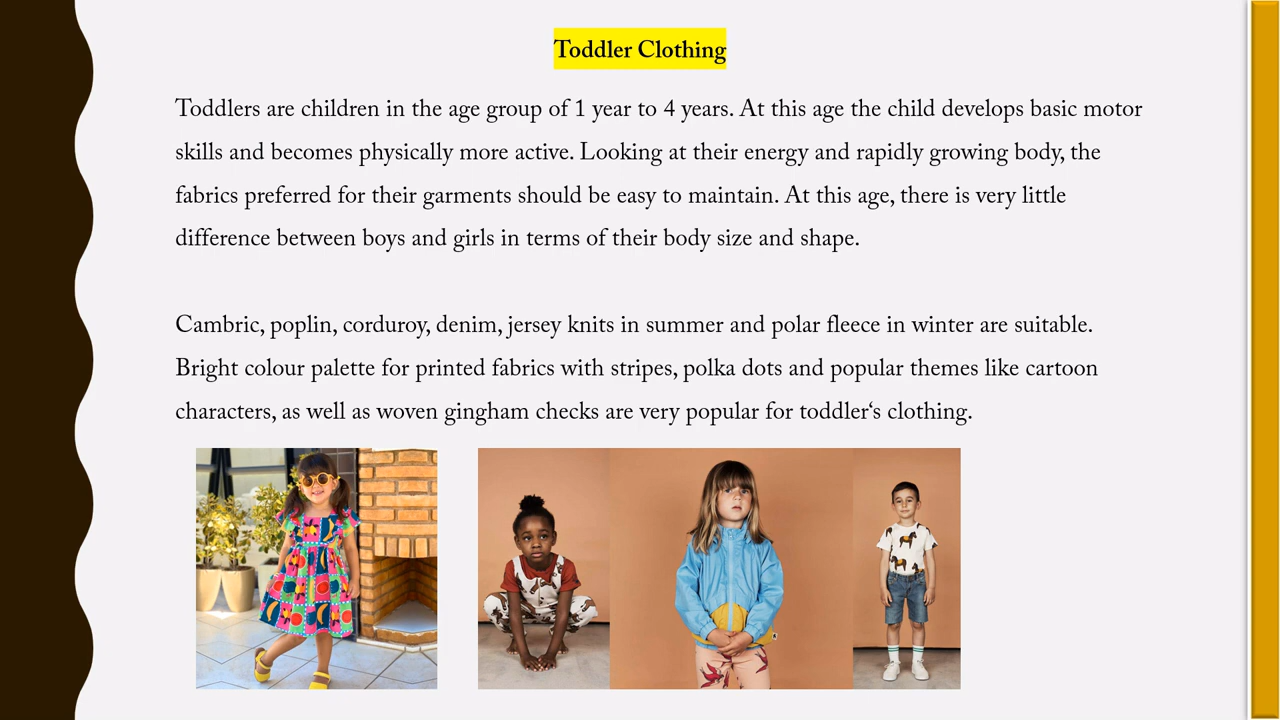 Toddler Clothing
Toddlers are children in the age group of 1 year to 4 years. At this age the child develops basic motor
skills and becomes physically more active. Looking at their energy and rapidly growing body, the
fabrics preferred for their garments should be easy to maintain. At this age, there is very little
difference between boys and girls in terms of their body size and shape.
Cambric, poplin, corduroy, denim, jersey knits in summer and polar fleece in winter are suitable.
Bright colour palette for printed fabrics with stripes, polka dots and popular themes like cartoon
characters, as well as woven gingham checks are very popular for toddler‘s clothing.